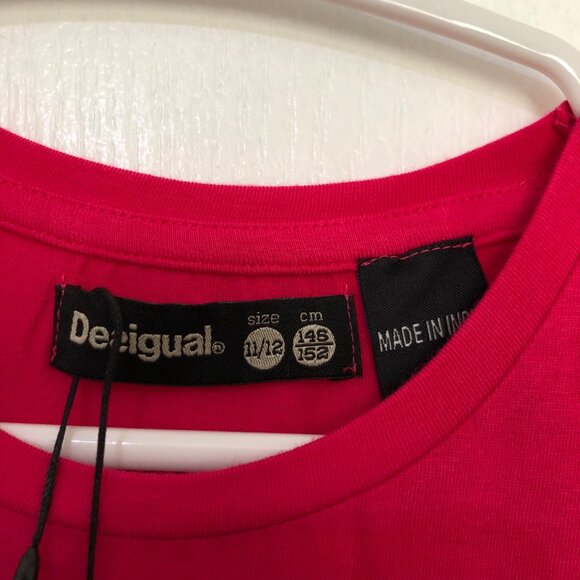 Desigual®
size cm
11/12 146
152
MADE IN